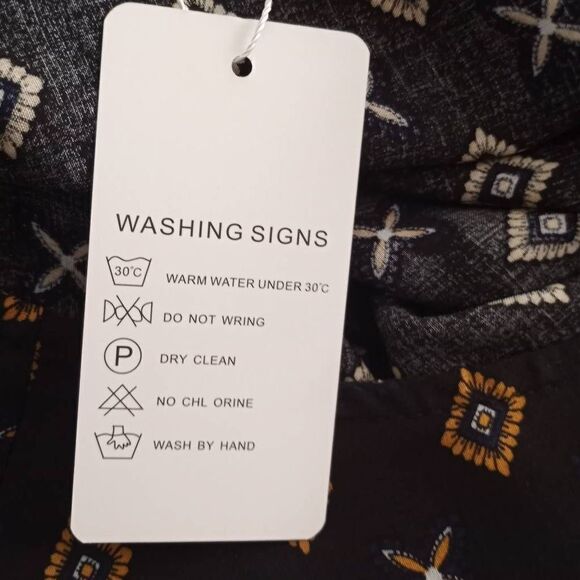 WASHING SIGNS
30°C WARM WATER UNDER 30°C
DO NOT WRING
P DRY CLEAN
NO CHL ORINE
WASH BY HAND